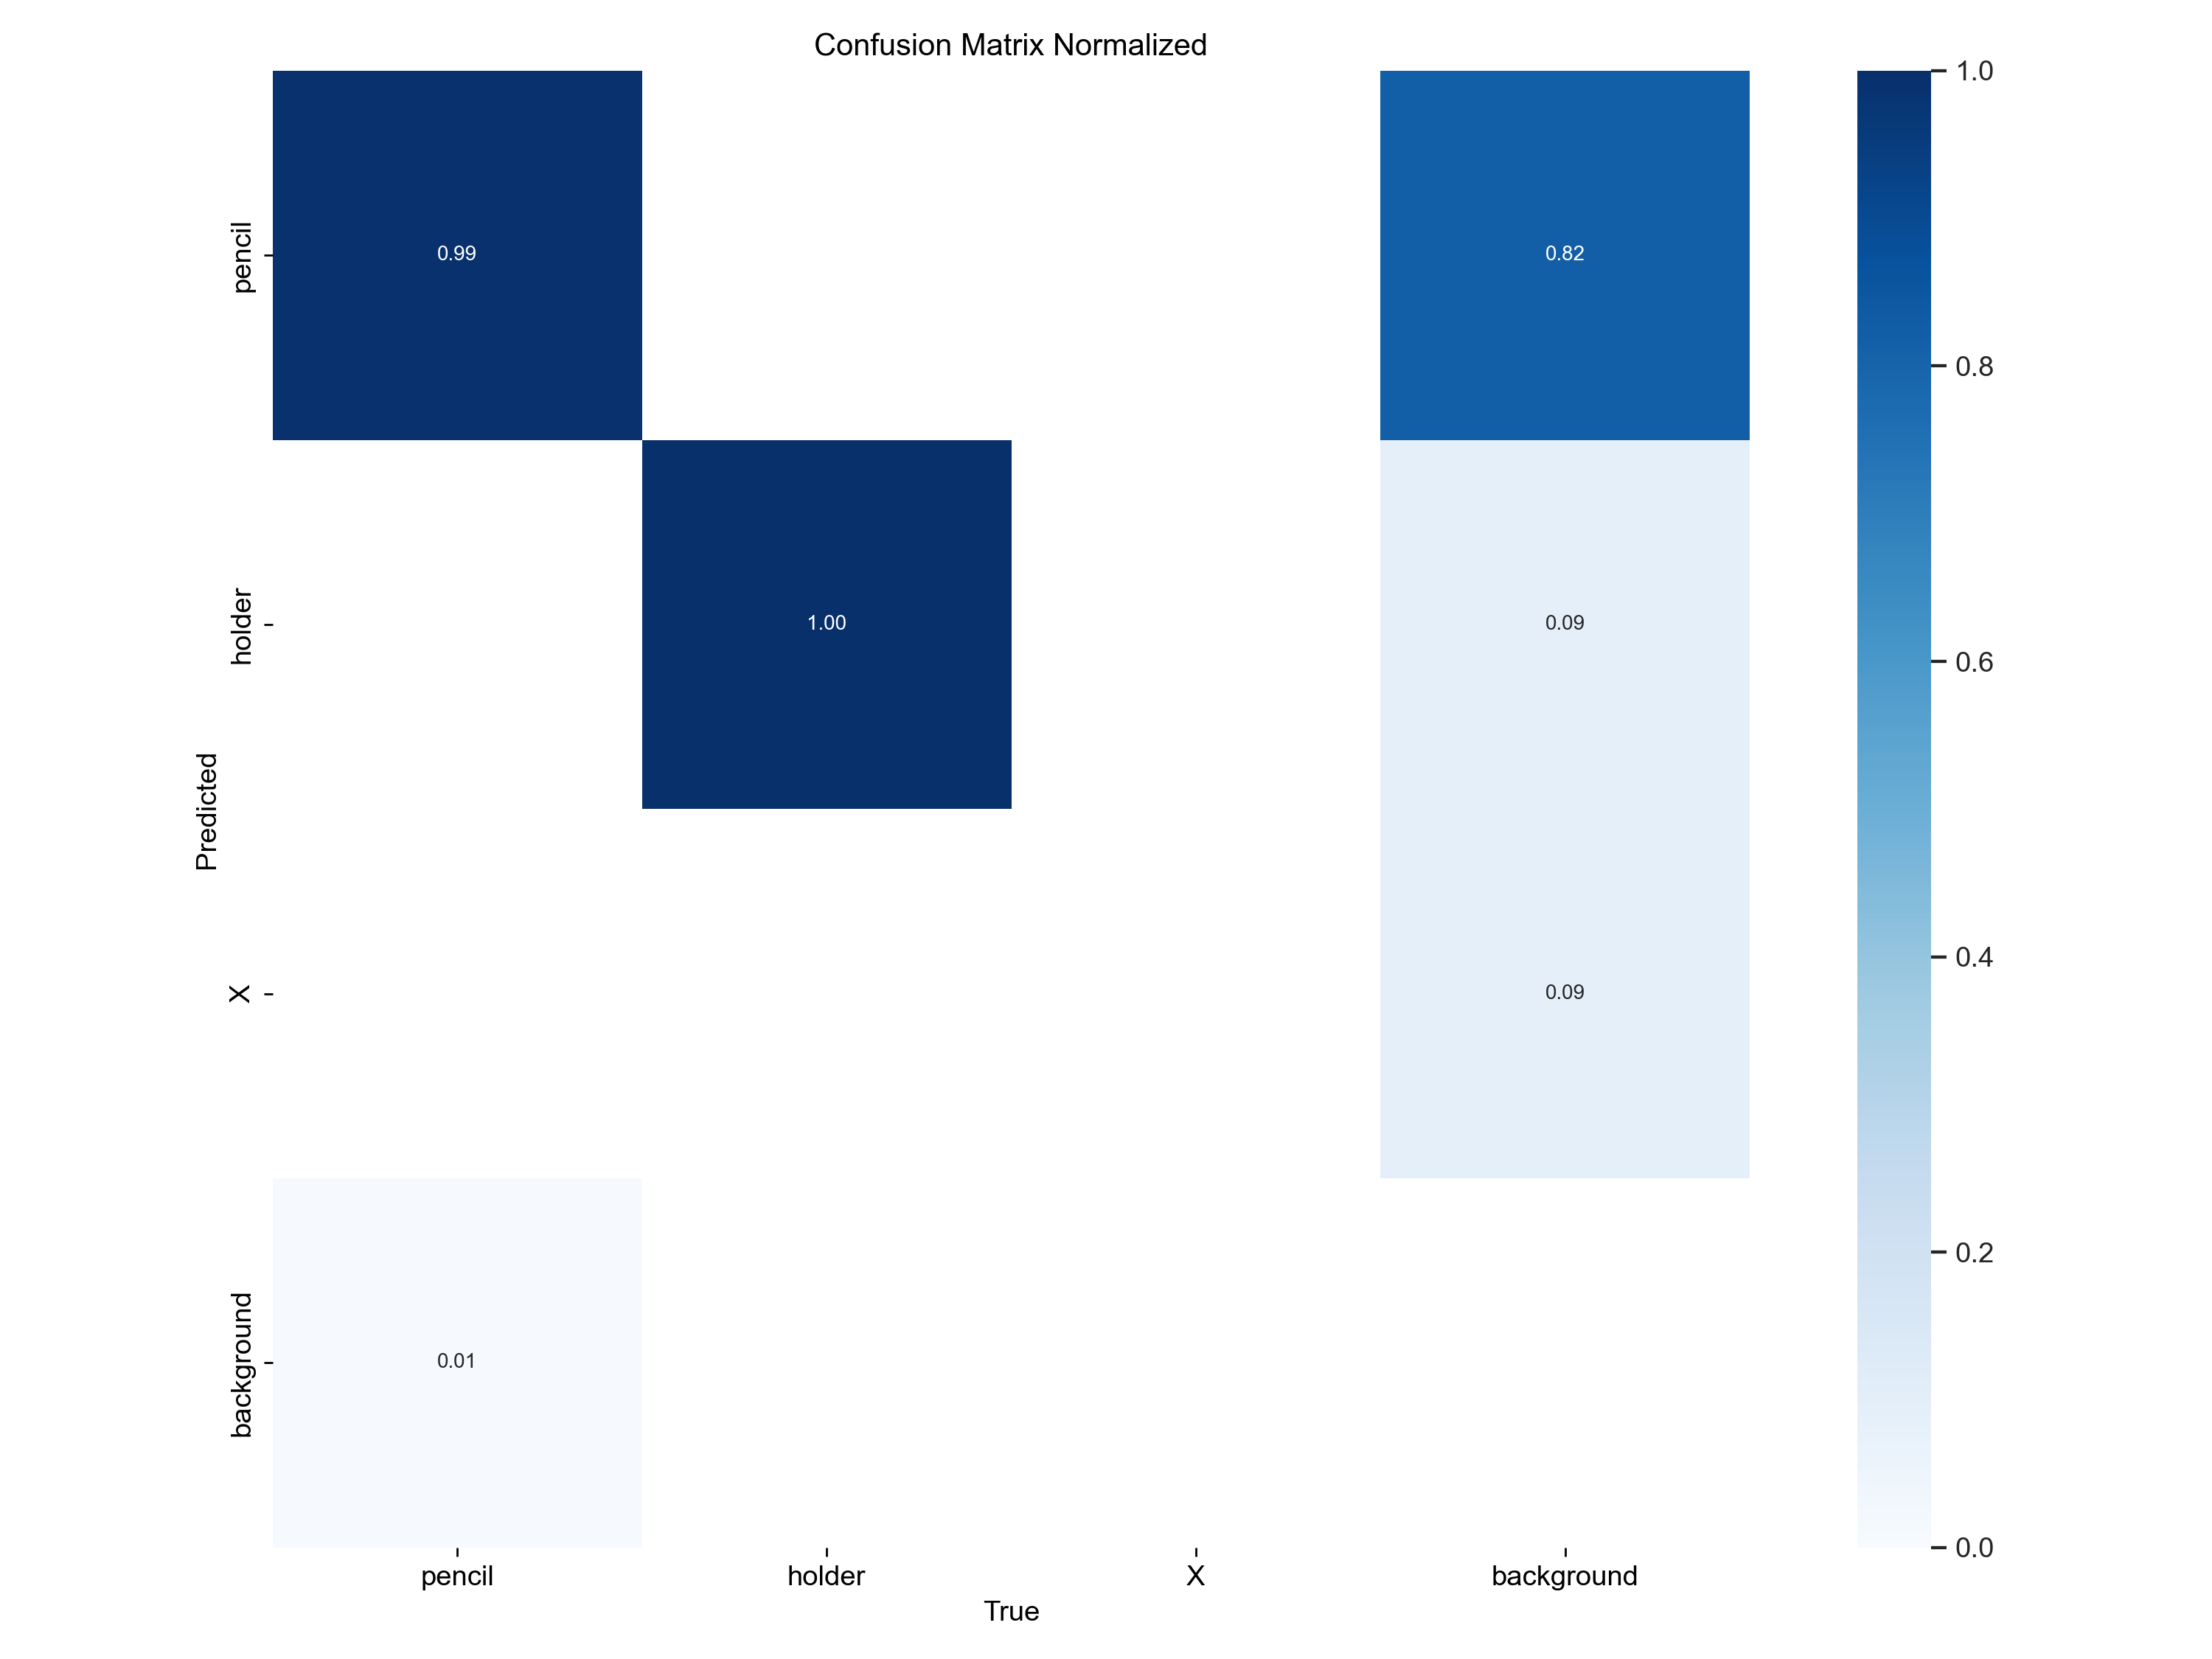 Confusion Matrix Normalized
1.0
pencil
0.99
0.82
0.8
holder
1.00
0.09
0.6
Predicted
X
0.09
0.4
background
0.01
0.2
0.0
pencil
holder
X
background
True